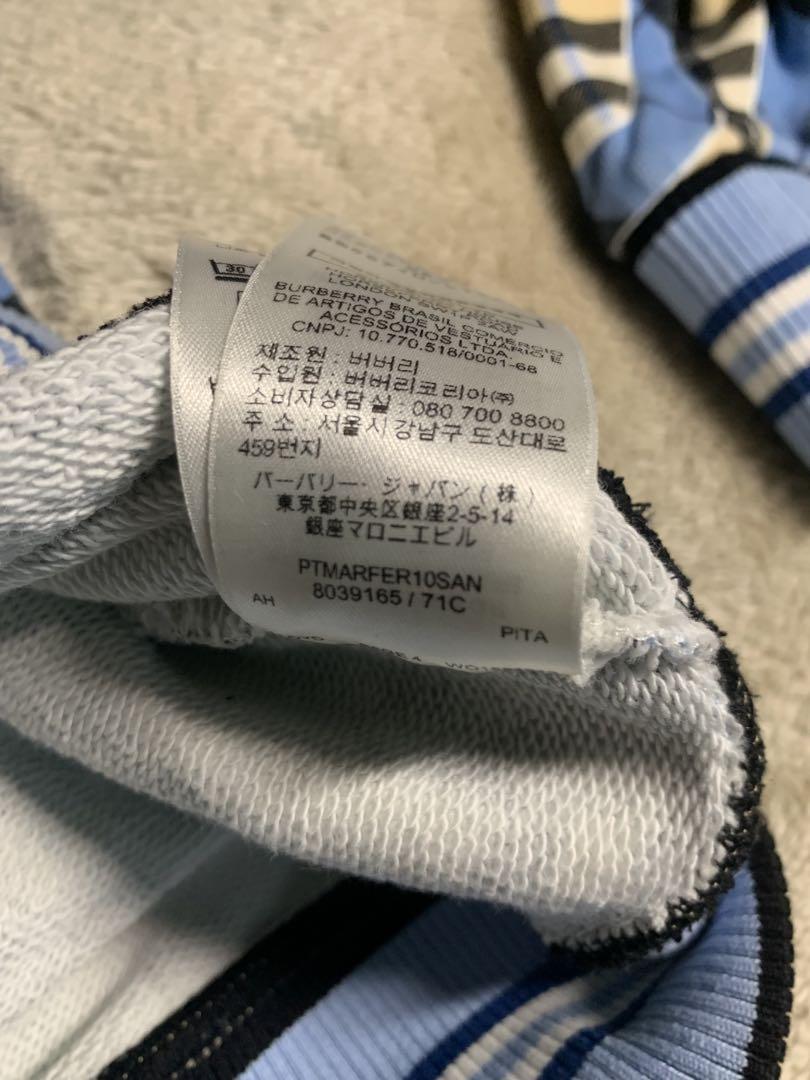 30
LONDON SW1P 2AW
BURBERRY BRASIL COMERCIO
DE ARTIGOS DE VESTUARIO E
ACESSÓRIOS LTDA.
CNPJ: 10.770.518/0001-68
제조원 : 버버리
수입원 : 버버리코리아(주)
소비자상담실 : 080 700 8800
주 소 : 서울시 강남구 도산대로
459번지
バーバリー・ジャパン(株)
東京都中央区銀座2-5-14
銀座マロニエビル
PTMARFER10SAN
8039165 / 71C
AH
PITA